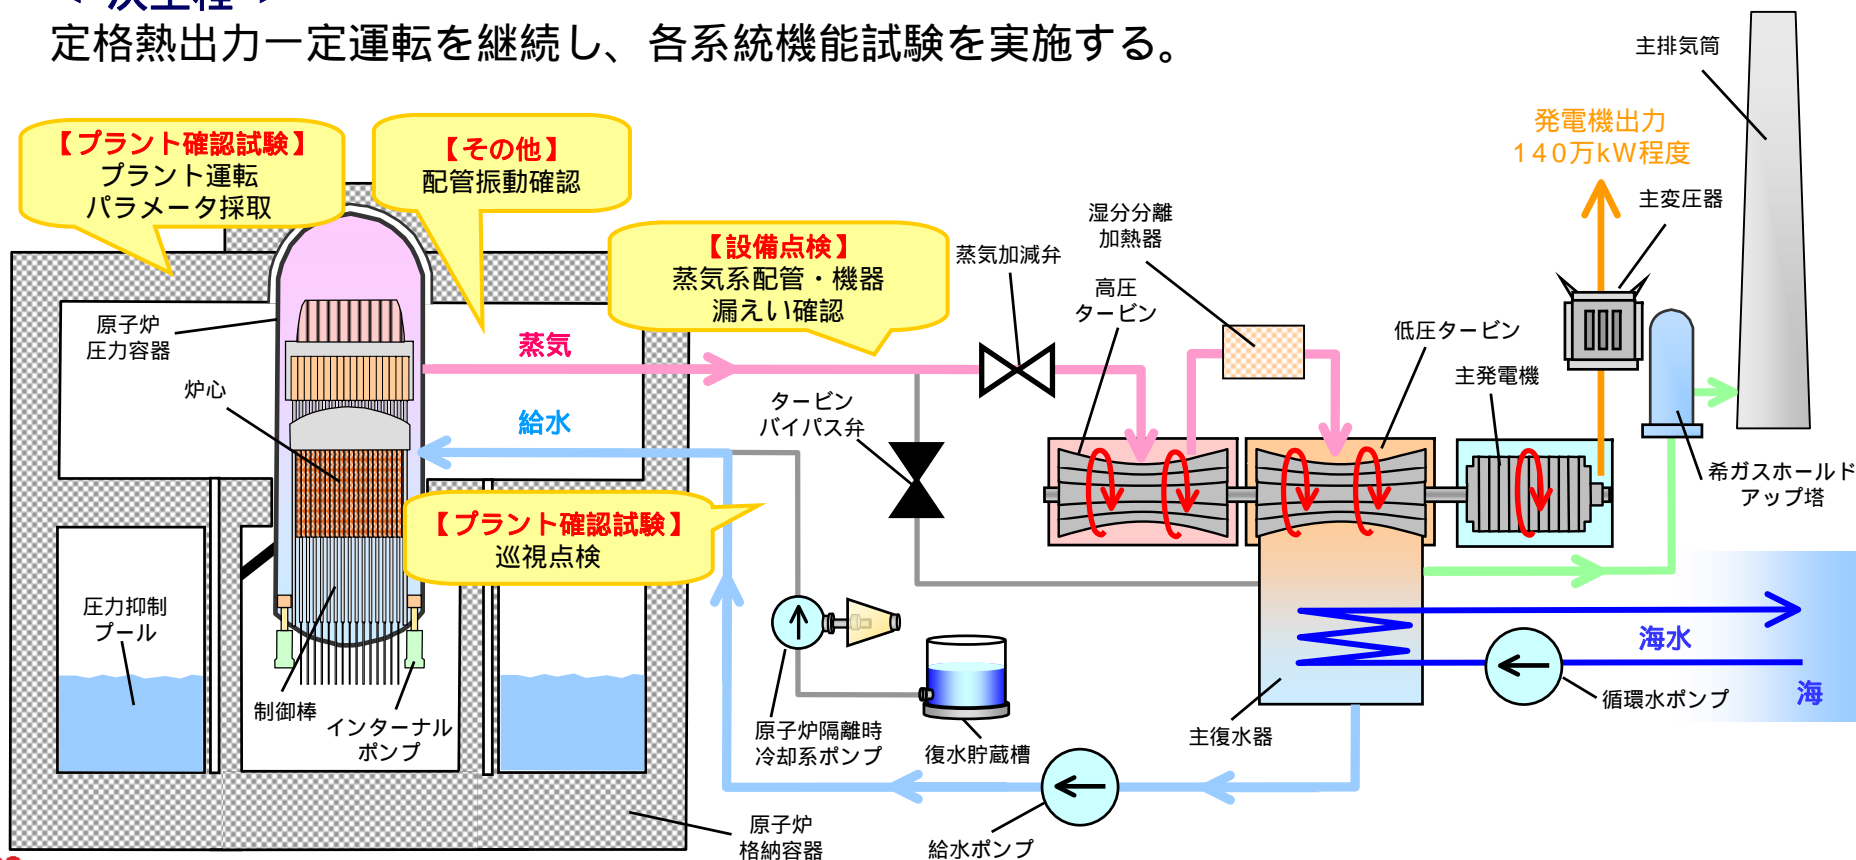 定格熱出力一定運転を継続し、各系統機能試験を実施する。
主排気筒
【プラント確認試験】
プラント運転
パラメータ採取
【その他】
配管振動確認
発電機出力
140万kW程度
主変圧器
湿分分離
加熱器
【設備点検】
蒸気系配管・機器
漏えい確認
蒸気加減弁
高圧
タービン
低圧タービン
原子炉
圧力容器
蒸気
主発電機
炉心
タービン
バイパス弁
給水
希ガスホールド
アップ塔
【プラント確認試験】
巡視点検
圧力抑制
プール
海水
海
制御棒
インターナル
ポンプ
原子炉隔離時
冷却系ポンプ
復水貯蔵槽
主復水器
循環水ポンプ
原子炉
格納容器
給水ポンプ